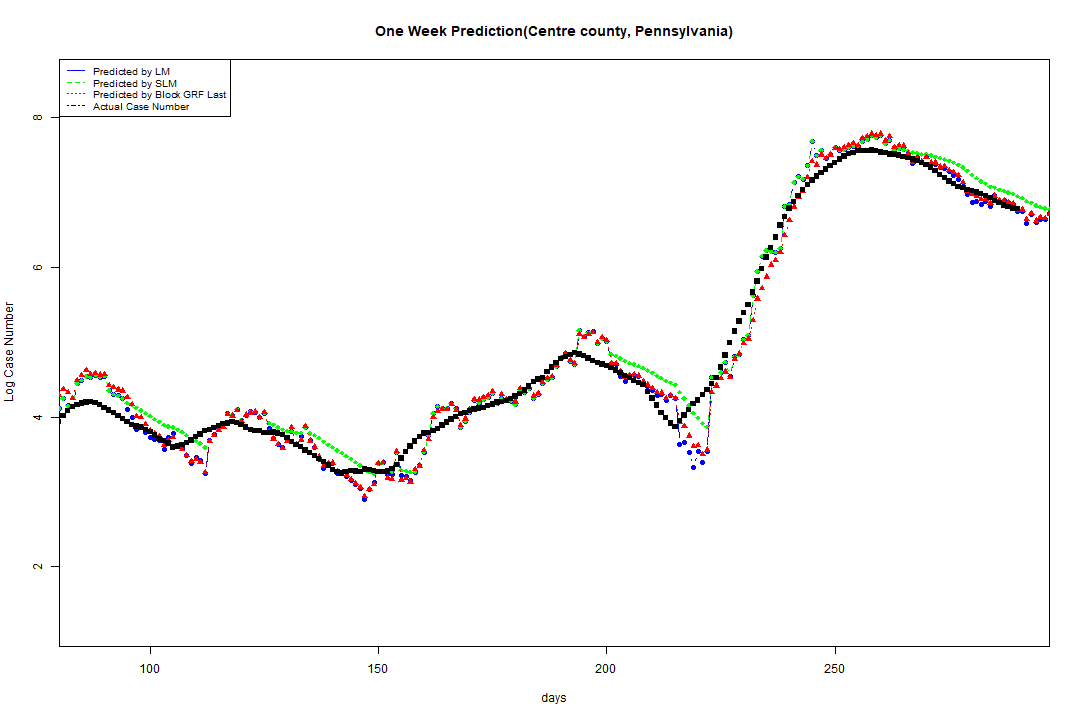 One Week Prediction(Centre county, Pennsylvania)
Predicted by LM
Predicted by SLM
Predicted by Block GRF Last
Actual Case Number
8
6
4
2
Log Case Number
100 150 200 250
days